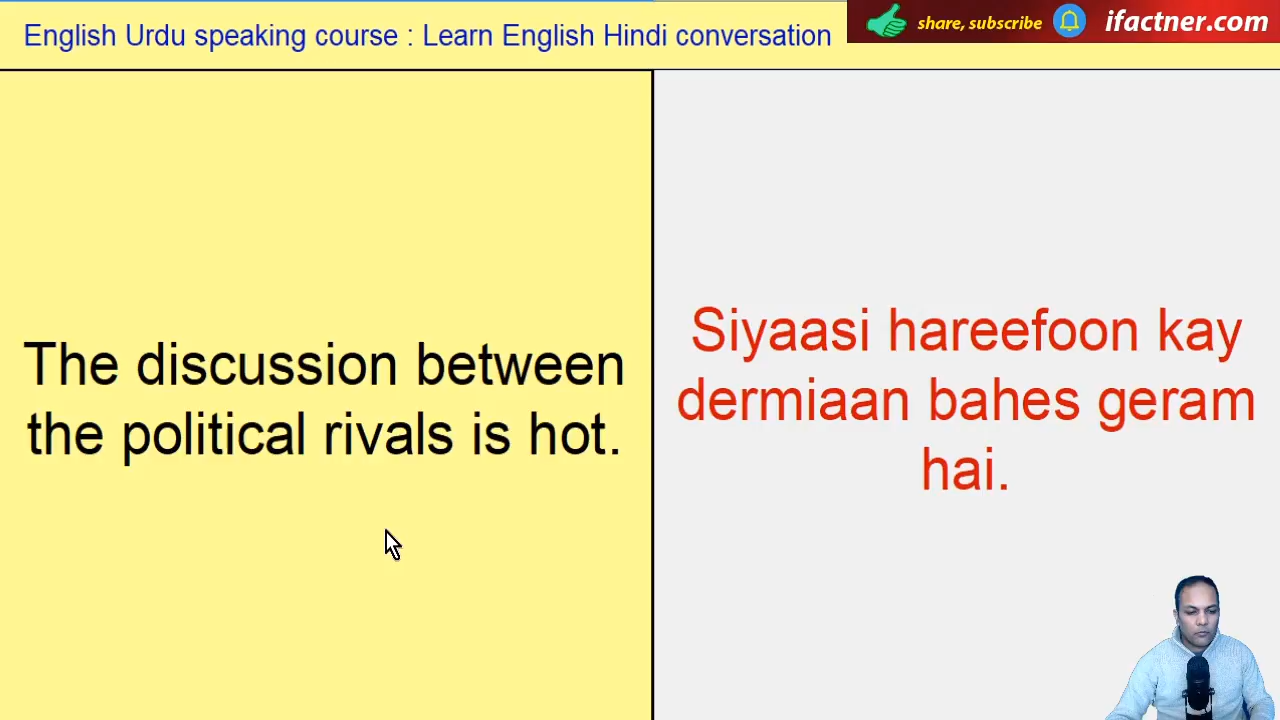 English Urdu speaking course : Learn English Hindi conversation
share, subscribe
ifactner.com
The discussion between
the political rivals is hot.
Siyaasi hareefoon kay
dermiaan bahes geram
hai.